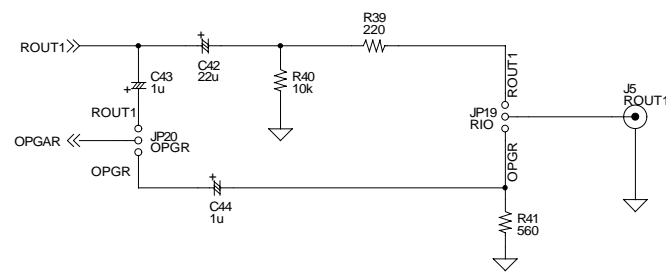 R39
220
ROUT1
C42
22u
R40
10k
C43
1u
ROUT1
ROUT1
JP19
RIO
J5
ROUT1
OPGAR
JP20
OPGR
OPGR
OPGR
C44
1u
R41
560
+
+
+